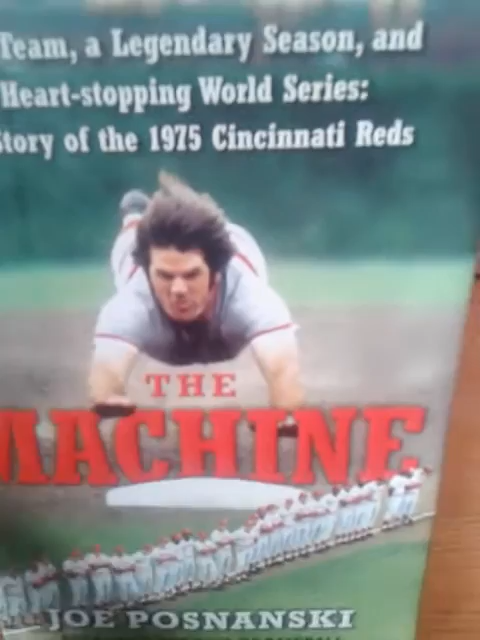 Team, a Legendary Season, and
Heart-stopping World Series:
Story of the 1975 Cincinnati Reds
THE
MACHINE
JOE POSNANSKI